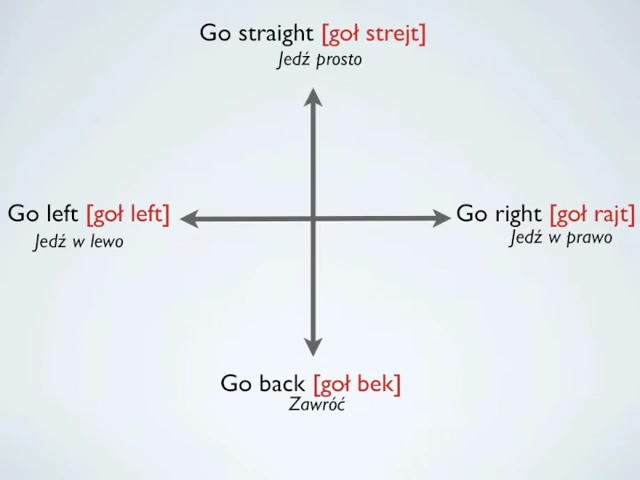 Go straight [goł strejt]
Jedź prosto
Go left [goł left]
Jedź w lewo
Go right [goł rajt]
Jedź w prawo
Go back [goł bek]
Zawróć